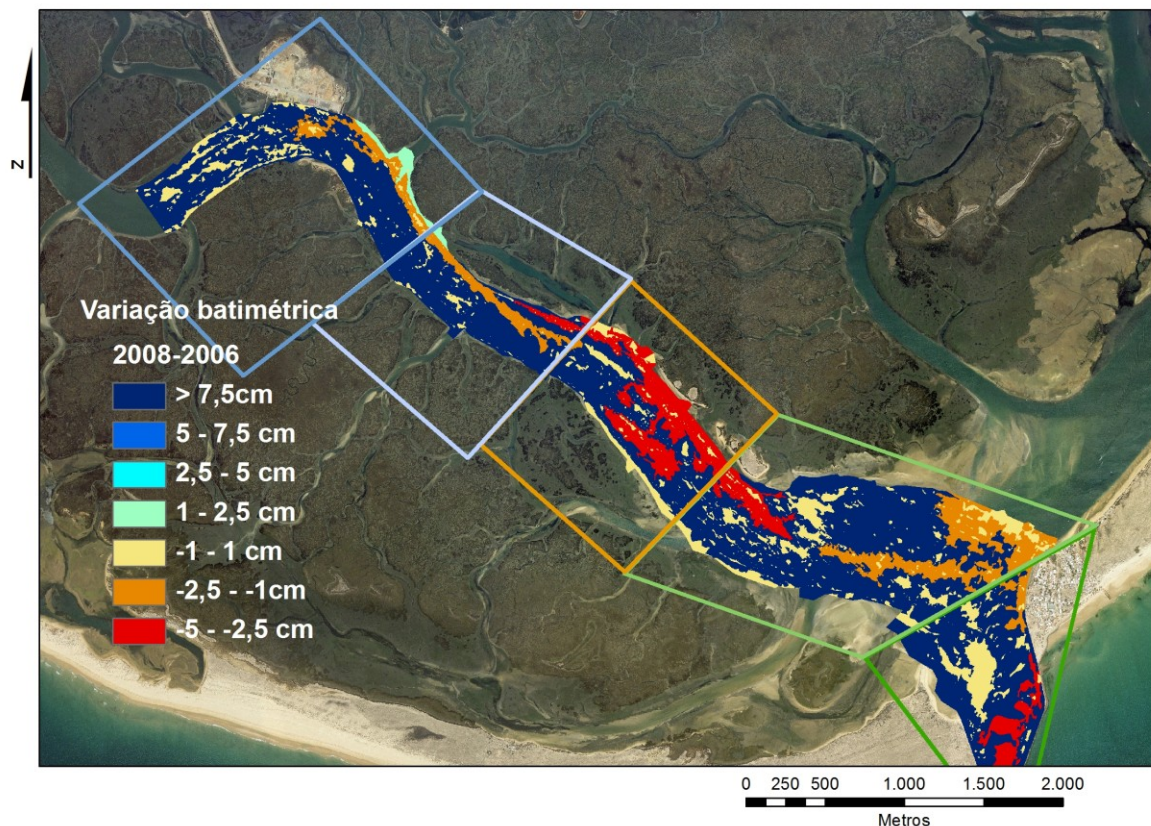 N
Variação batimétrica
2008-2006
> 7,5cm
5 - 7,5 cm
2,5 - 5 cm
1 - 2,5 cm
-1 - 1 cm
-2,5 - -1cm
-5 - -2,5 cm
0 250 500 1.000 1.500 2.000
Metros